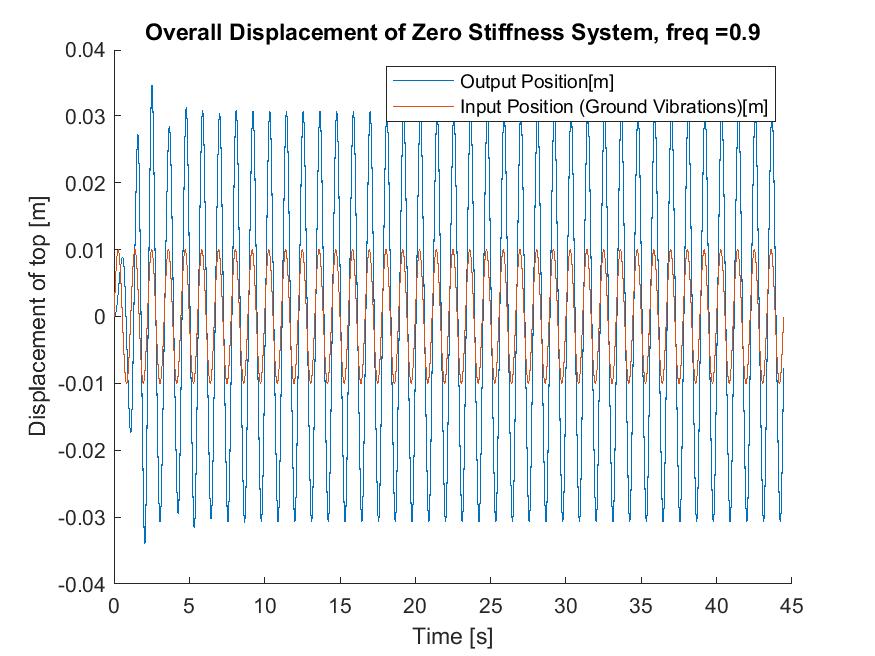 Overall Displacement of Zero Stiffness System, freq =0.9
Output Position[m]
Input Position (Ground Vibrations)[m]
Displacement of top [m]
0.04
0.03
0.02
0.01
0
-0.01
-0.02
-0.03
-0.04
0 5 10 15 20 25 30 35 40 45
Time [s]